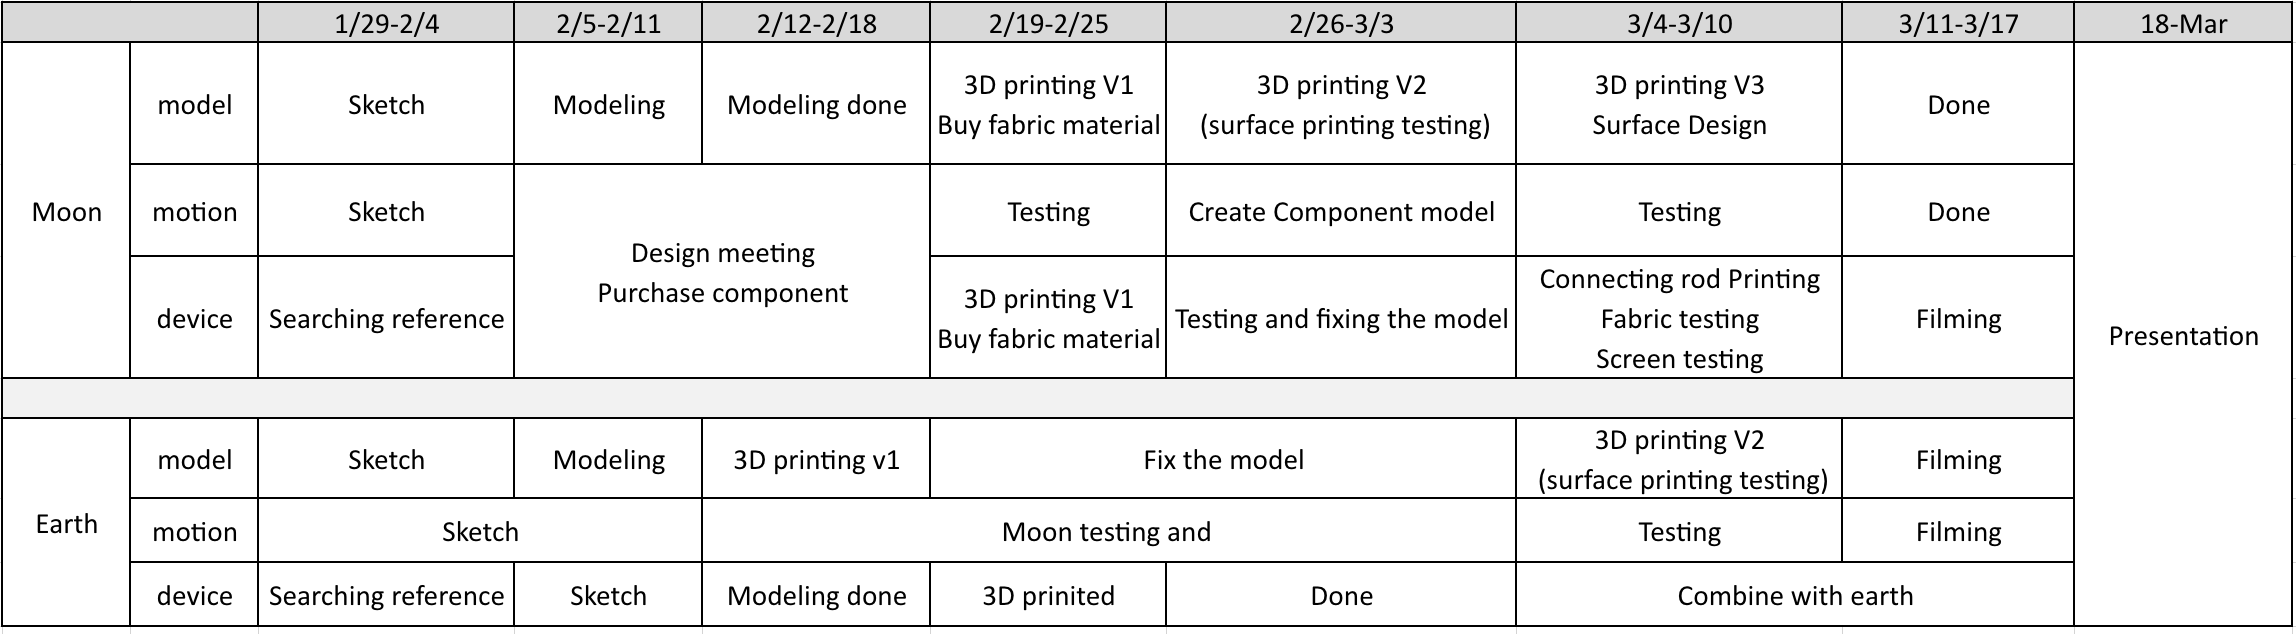 1/29-2/4 2/5-2/11 2/12-2/18 2/19-2/25 2/26-3/3 3/4-3/10 3/11-3/17 18-Mar
Moon
model
Sketch
Modeling
Modeling done
3D printing V1
Buy fabric material
3D printing V2
(surface printing testing)
3D printing V3
Surface Design
Done
motion
Sketch
Design meeting
Purchase component
Testing
Create Component model
Testing
Done
device
Searching reference
3D printing V1
Buy fabric material
Testing and fixing the model
Connecting rod Printing
Fabric testing
Screen testing
Filming
Presentation
Earth
model
Sketch
Modeling
3D printing v1
Fix the model
3D printing V2
(surface printing testing)
Filming
motion
Sketch
Moon testing and
Testing
Filming
device
Searching reference
Sketch
Modeling done
3D prinited
Done
Combine with earth